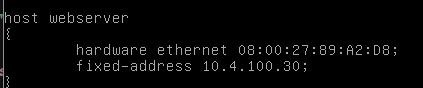 host webserver
{
        hardware ethernet 08:00:27:89:A2:D8;
        fixed-address 10.4.100.30;
}